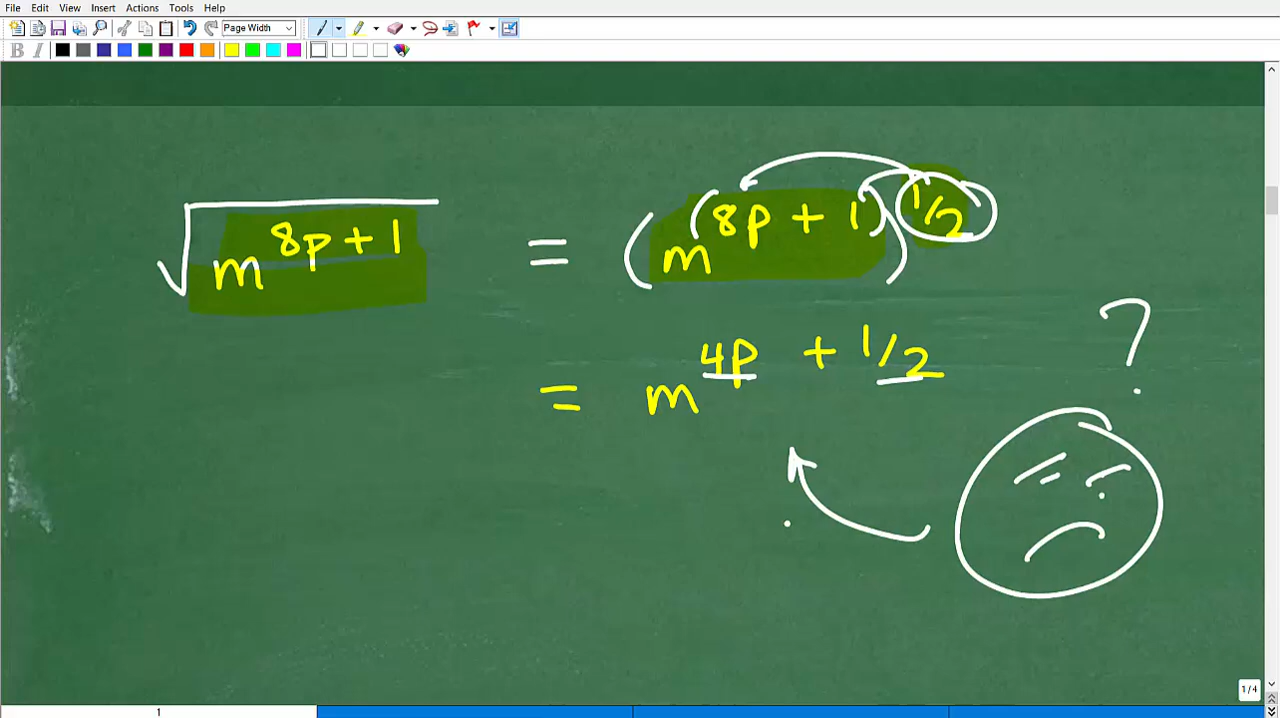 File Edit View Insert Actions Tools Help
Page Width
B I
√m^(8p + 1) = (m^(8p + 1))^(1/2)
= m^(4p + 1/2)
?
1/4
1